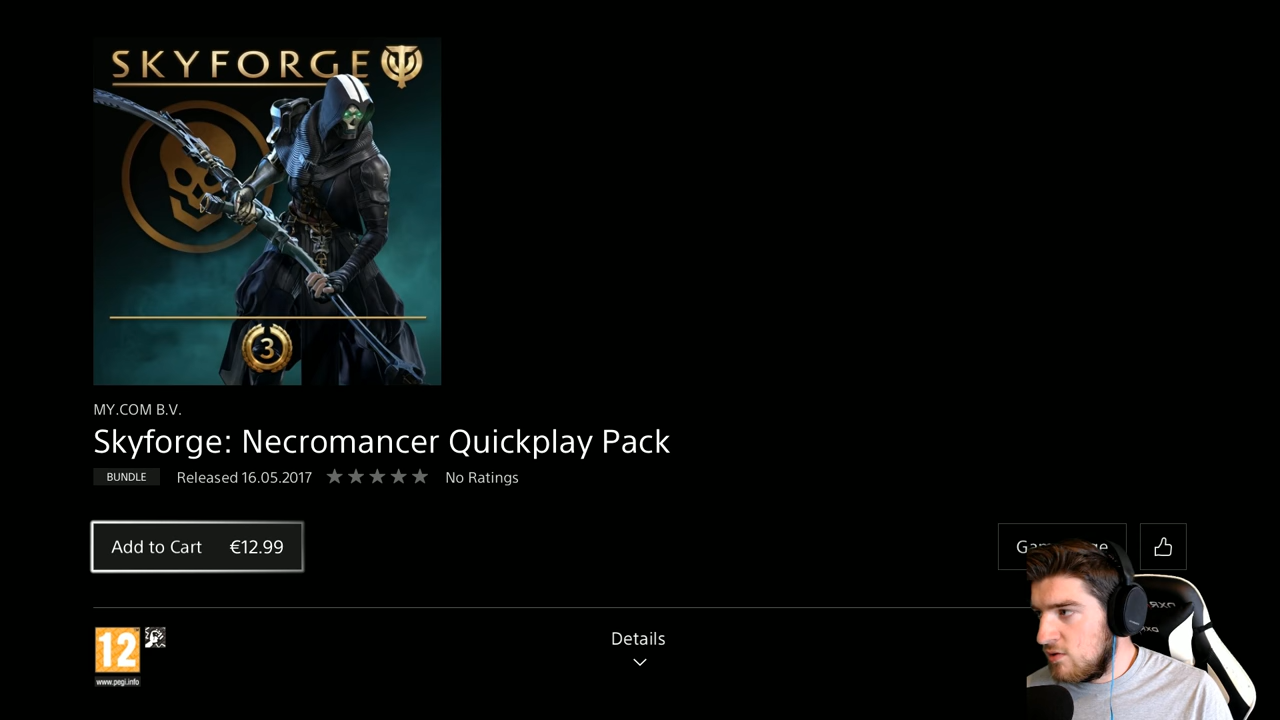 SKYFORGE
3
MY.COM B.V.
Skyforge: Necromancer Quickplay Pack
BUNDLE Released 16.05.2017 No Ratings
Add to Cart €12.99
12
www.pegi.info
Details